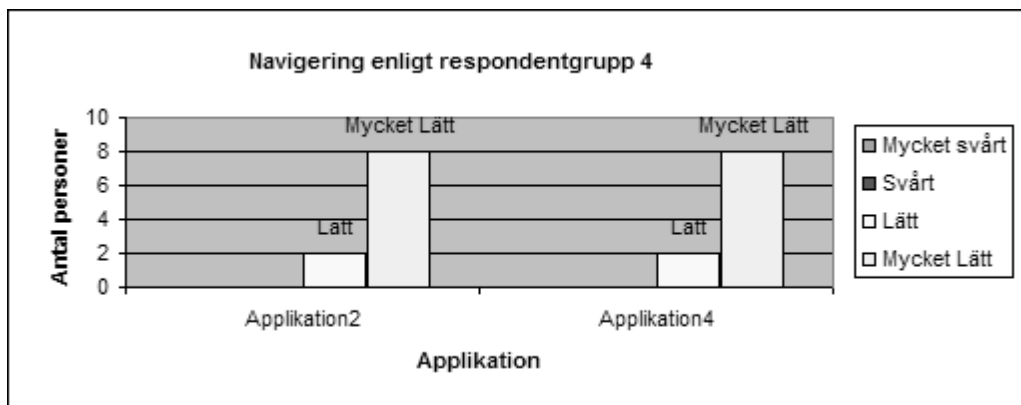 Navigering enligt respondentgrupp 4
Antal personer
10
8
6
4
2
0
Mycket Lätt
Mycket Lätt
Lätt
Lätt
Applikation2
Applikation4
Applikation
Mycket svårt
Svårt
Lätt
Mycket Lätt